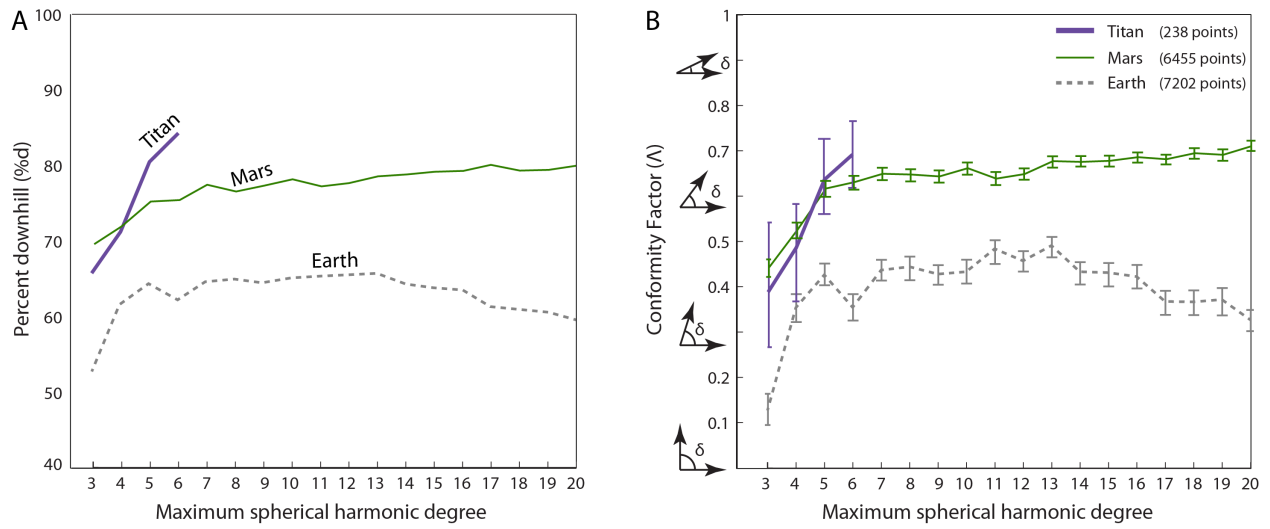 A
100
90
80
70
60
50
40
Percent downhill (%d)
Titan
Mars
Earth
3 4 5 6 7 8 9 10 11 12 13 14 15 16 17 18 19 20
Maximum spherical harmonic degree
B
1
0.8
0.7
0.5
0.4
0.2
0.1
Conformity Factor (Λ)
δ
δ
δ
δ
Titan (238 points)
Mars (6455 points)
Earth (7202 points)
3 4 5 6 7 8 9 10 11 12 13 14 15 16 17 18 19 20
Maximum spherical harmonic degree